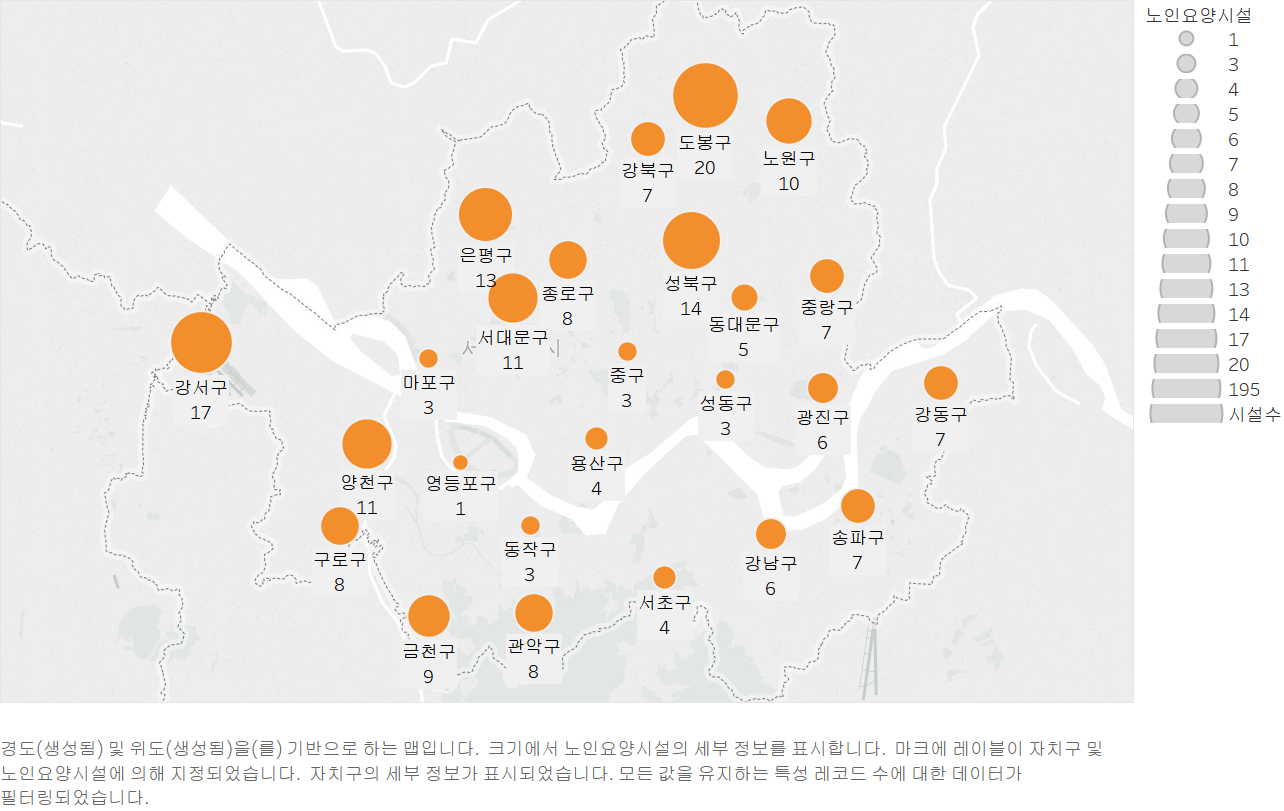 노인요양시설
1
3
4
5
6
7
8
9
10
11
13
14
17
20
195
시설수
도봉구
20
노원구
10
강북구
7
은평구
13
종로구
8
성북구
14
중랑구
7
동대문구
5
서대문구
11
강서구
17
마포구
3
중구
3
성동구
3
광진구
6
강동구
7
양천구
11
영등포구
1
용산구
4
구로구
8
동작구
3
강남구
6
송파구
7
서초구
4
금천구
9
관악구
8
경도(생성됨) 및 위도(생성됨)을(를) 기반으로 하는 맵입니다. 크기에서 노인요양시설의 세부 정보를 표시합니다. 마크에 레이블이 자치구 및
노인요양시설에 의해 지정되었습니다. 자치구의 세부 정보가 표시되었습니다. 모든 값을 유지하는 특성 레코드 수에 대한 데이터가
필터링되었습니다.